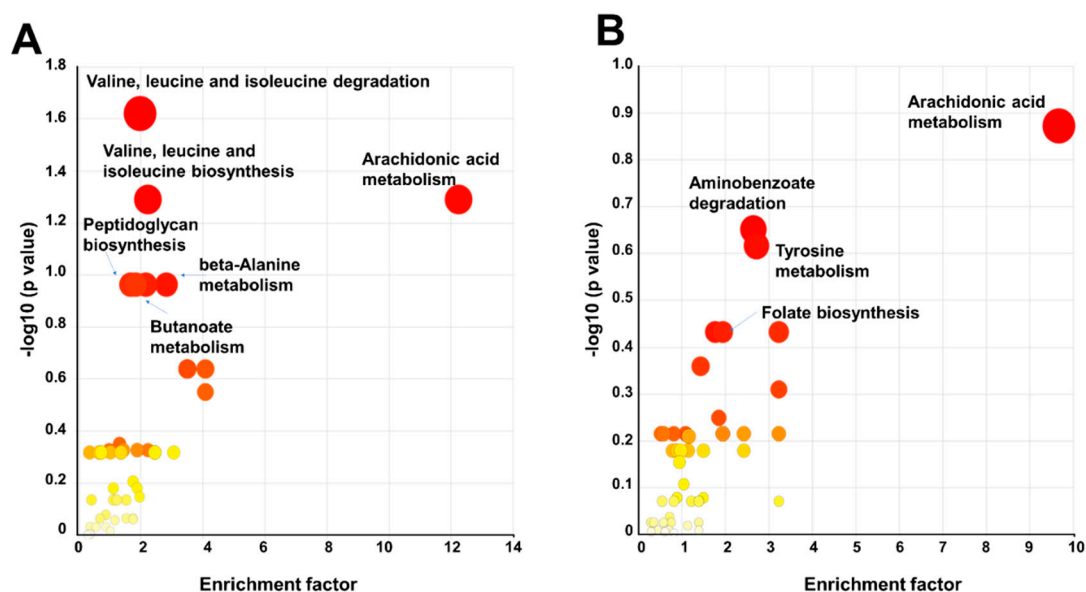 A
1.8
1.6
1.4
1.2
1.0
0.8
0.6
0.4
0.2
0
-log10 (p value)
Valine, leucine and isoleucine degradation
Valine, leucine and
isoleucine biosynthesis
Arachidonic acid
metabolism
Peptidoglycan
biosynthesis
beta-Alanine
metabolism
Butanoate
metabolism
0 2 4 6 8 10 12 14
Enrichment factor
B
1.0
0.9
0.8
0.7
0.6
0.5
0.4
0.3
0.2
0.1
0
-log10 (p value)
Arachidonic acid
metabolism
Aminobenzoate
degradation
Tyrosine
metabolism
Folate biosynthesis
0 1 2 3 4 5 6 7 8 9 10
Enrichment factor